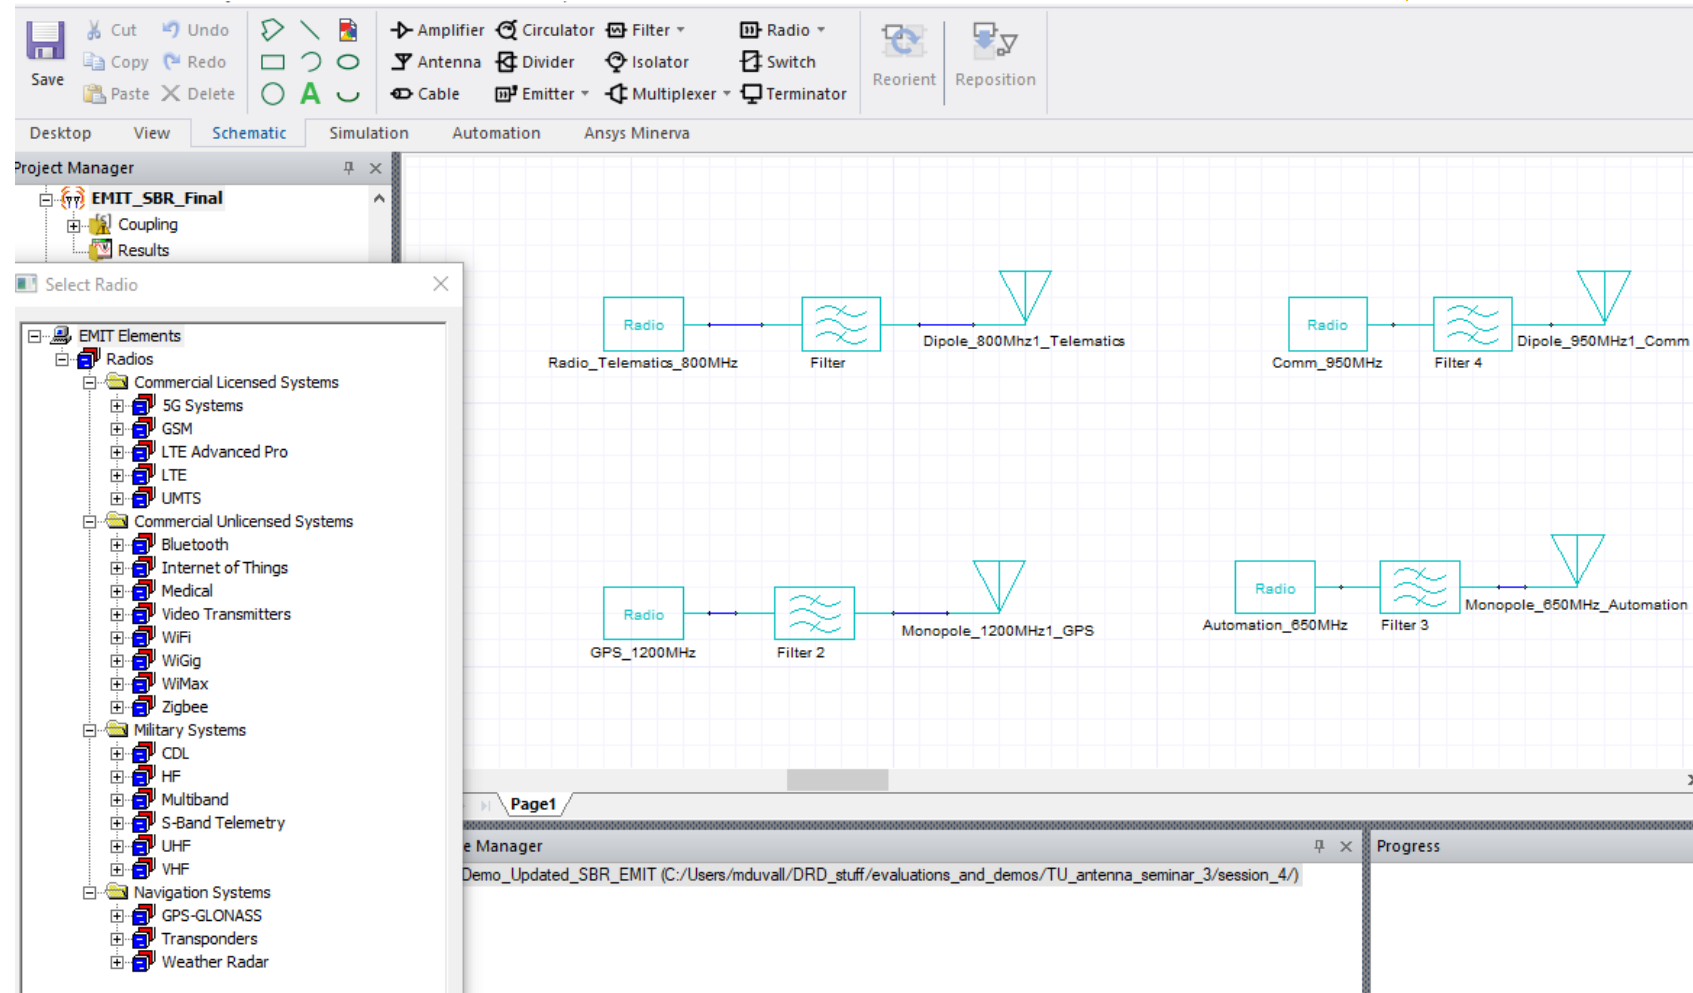 Cut Undo Amplifier Circulator Filter Radio
Copy Redo Antenna Divider Isolator Switch
Save Paste Delete A Cable Emitter Multiplexer Terminator Reorient Reposition
Desktop View Schematic Simulation Automation Ansys Minerva
Project Manager
EMIT_SBR_Final
Coupling
Results
Select Radio
EMIT Elements
Radios
Commercial Licensed Systems
5G Systems
GSM
LTE Advanced Pro
LTE
UMTS
Commercial Unlicensed Systems
Bluetooth
Internet of Things
Medical
Video Transmitters
WiFi
WiGig
WiMax
Zigbee
Military Systems
CDL
HF
Multiband
S-Band Telemetry
UHF
VHF
Navigation Systems
GPS-GLONASS
Transponders
Weather Radar
Radio
Radio_Telematics_800MHz
Filter
Dipole_800Mhz1_Telematics
Radio
Comm_950MHz
Filter 4
Dipole_950MHz1_Comm
Radio
GPS_1200MHz
Filter 2
Monopole_1200MHz1_GPS
Radio
Automation_650MHz
Filter 3
Monopole_650MHz_Automation
Page1
e Manager
Demo_Updated_SBR_EMIT (C:/Users/mduvall/DRD_stuff/evaluations_and_demos/TU_antenna_seminar_3/session_4/)
Progress